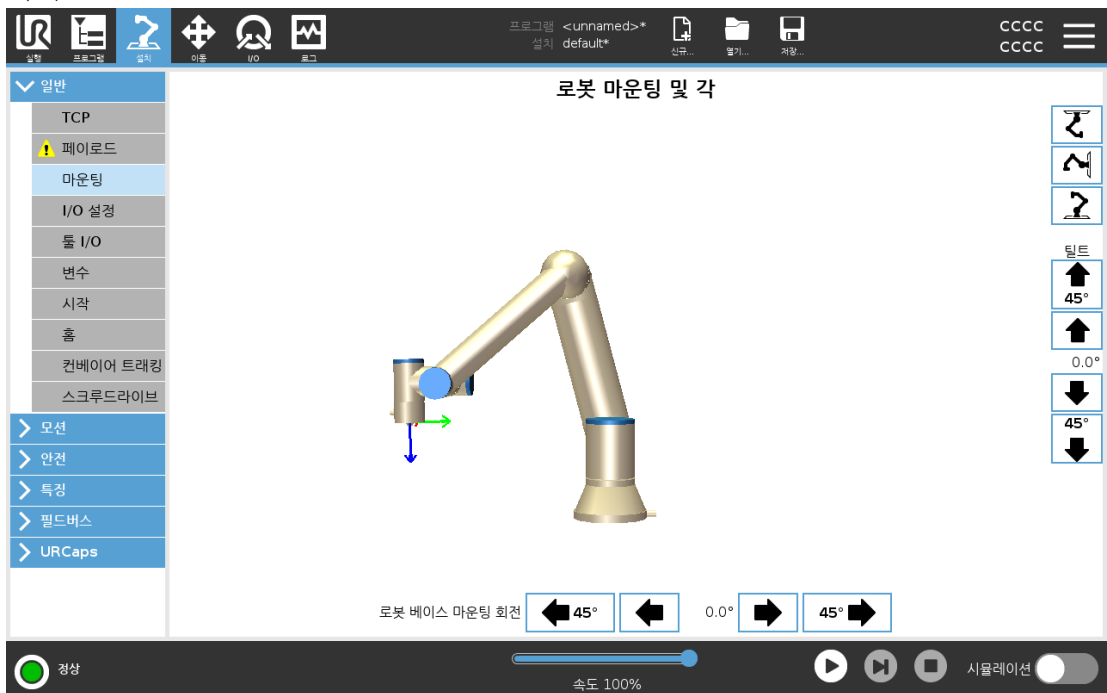 UR
실행
프로그램
설치
이동
I/O
로그
프로그램 <unnamed>*
설치 default*
신규...
열기...
저장...
CCCC
CCCC
일반
TCP
페이로드
마운팅
I/O 설정
툴 I/O
변수
시작
홈
컨베이어 트래킹
스크루드라이브
모션
안전
특징
필드버스
URCaps
로봇 마운팅 및 각
틸트
45°
0.0°
45°
로봇 베이스 마운팅 회전 45° 0.0° 45°
정상
속도 100%
시뮬레이션